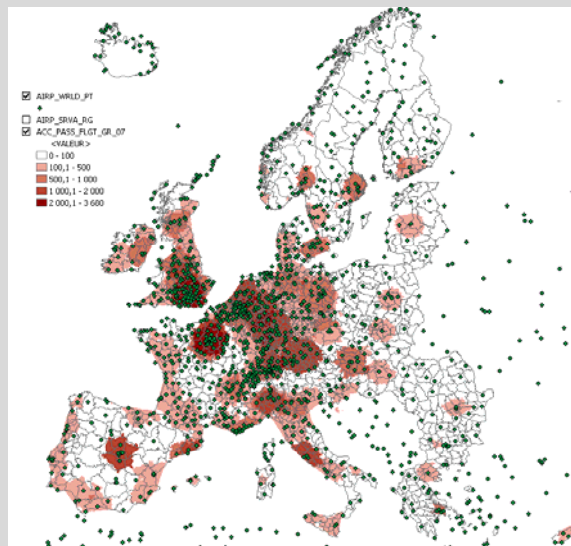 AIRP_WRLD_PT
AIRP_SRVA_RG
ACC_PASS_FLGT_GR_07
<VALEUR>
0 - 100
100,1 - 500
500,1 - 1 000
1 000,1 - 2 000
2 000,1 - 3 600